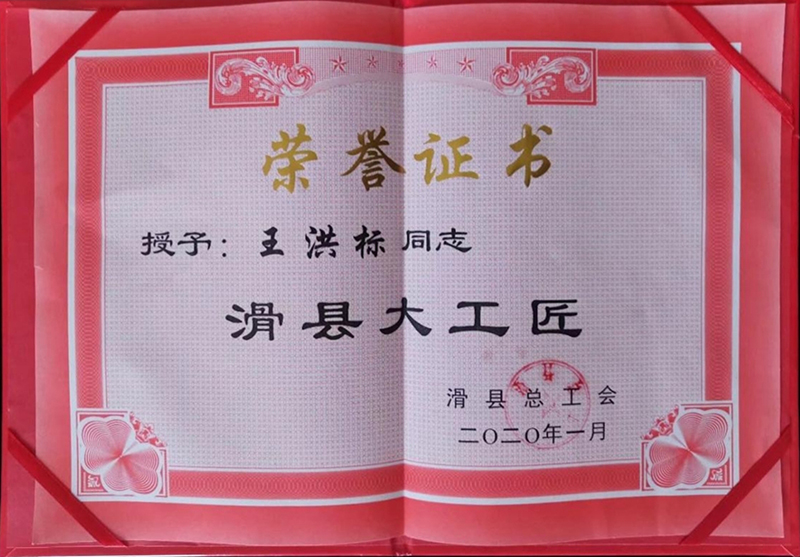 荣誉证书
授予：王洪标同志
滑县大工匠
滑县总工会
二〇二〇年一月